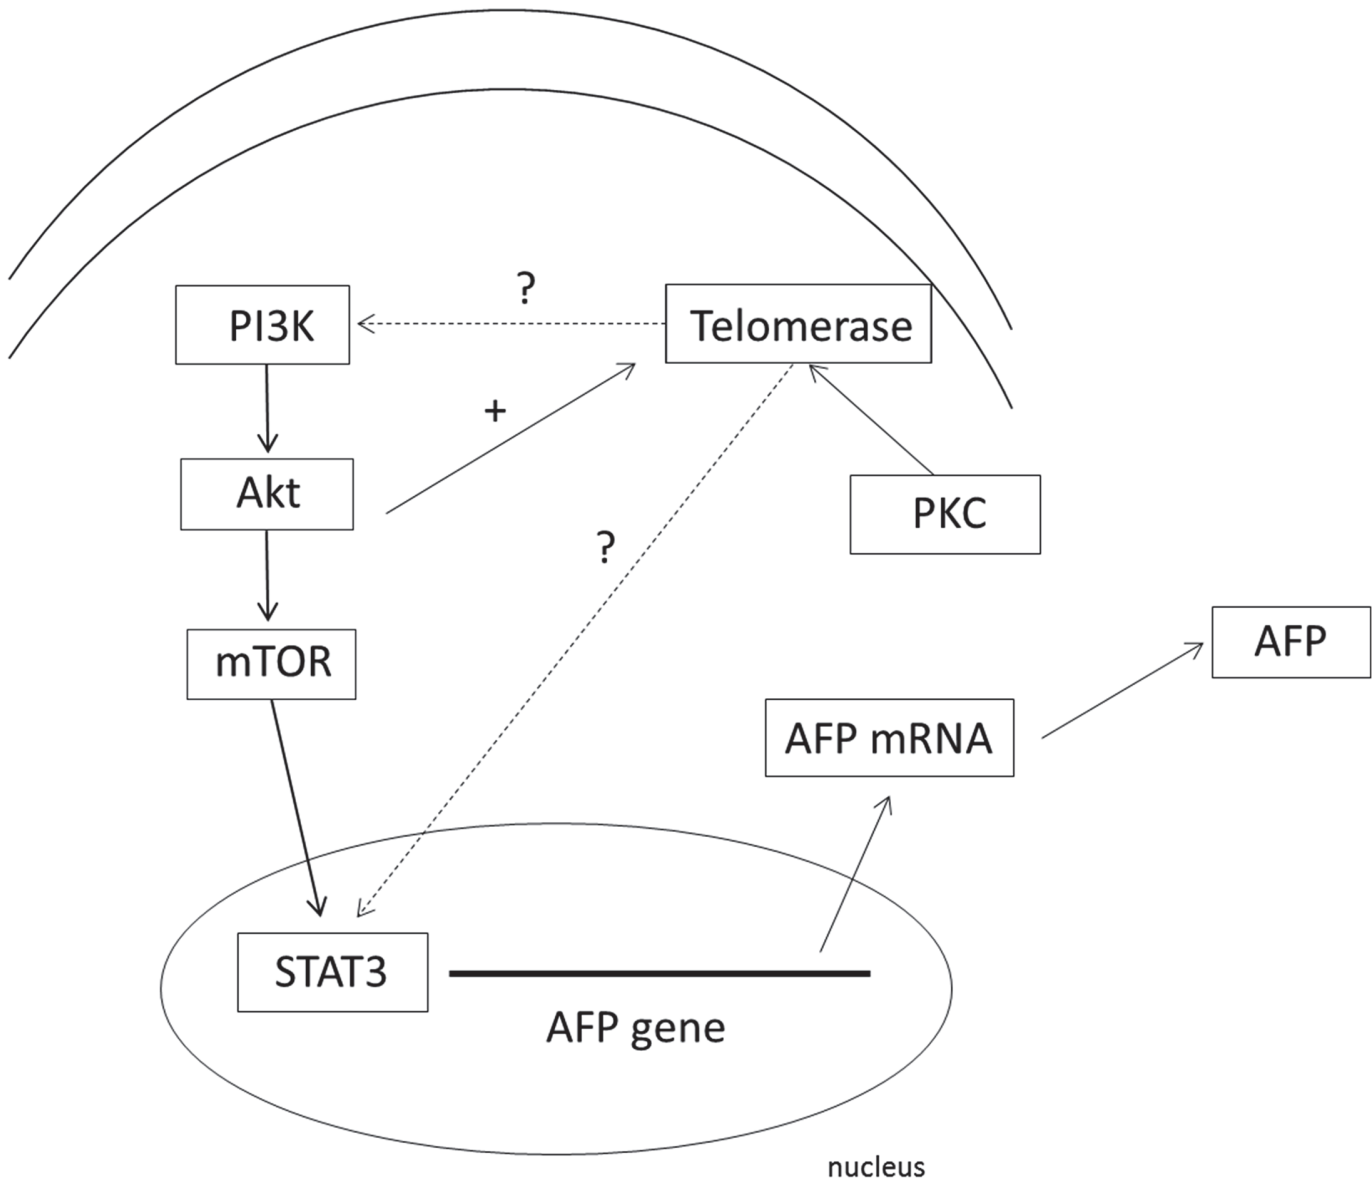 ?
PI3K
Telomerase
+
Akt
PKC
?
AFP
mTOR
AFP mRNA
STAT3
AFP gene
nucleus